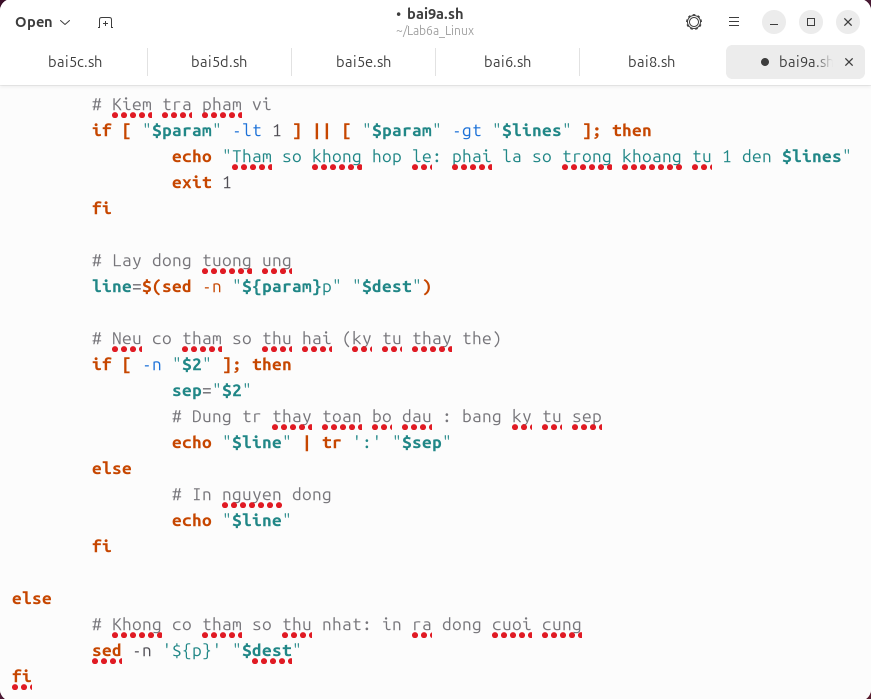 Open
• bai9a.sh
~/Lab6a_Linux
bai5c.sh bai5d.sh bai5e.sh bai6.sh bai8.sh ● bai9a.sh
# Kiem tra pham vi
if [ "$param" -lt 1 ] || [ "$param" -gt "$lines" ]; then
echo "Tham so khong hop le: phai la so trong khoang tu 1 den $lines"
exit 1
fi
# Lay dong tuong ung
line=$(sed -n "${param}p" "$dest")
# Neu co tham so thu hai (ky tu thay the)
if [ -n "$2" ]; then
sep="$2"
# Dung tr thay toan bo dau : bang ky tu sep
echo "$line" | tr ':' "$sep"
else
# In nguyen dong
echo "$line"
fi
else
# Khong co tham so thu nhat: in ra dong cuoi cung
sed -n '${p}' "$dest"
fi